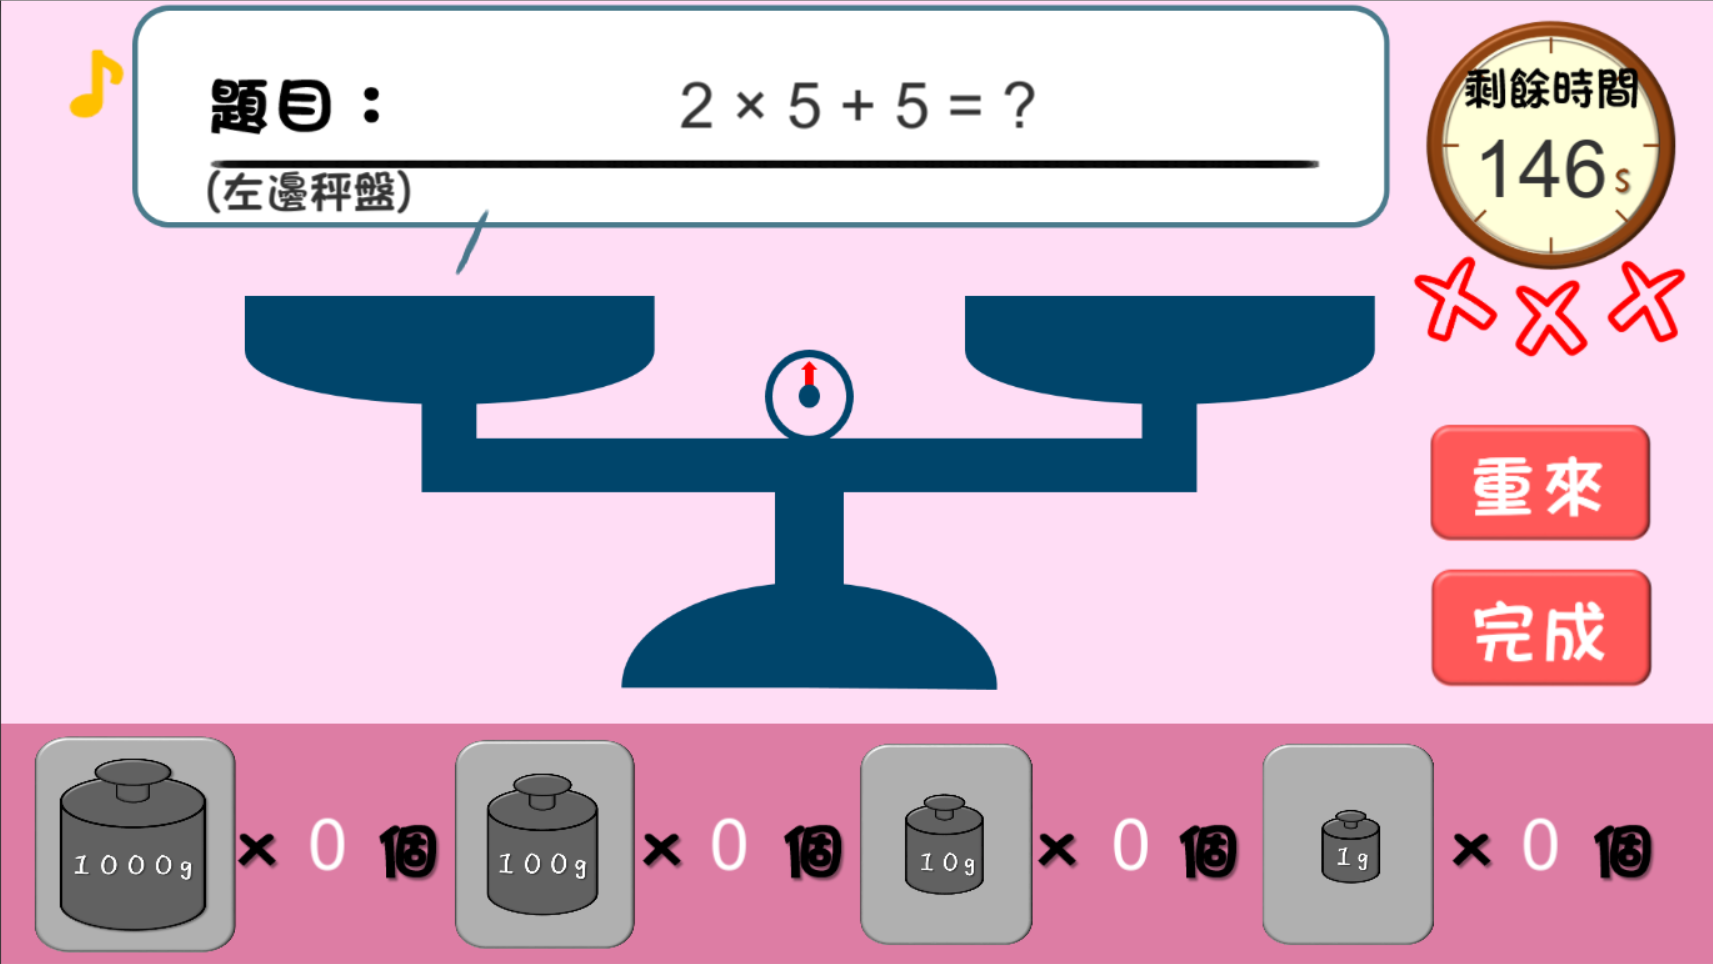 題目： 2 × 5 + 5 = ?
(左邊秤盤)
剩餘時間
146 s
重來
完成
1000g × 0 個 100g × 0 個 10g × 0 個 1g × 0 個